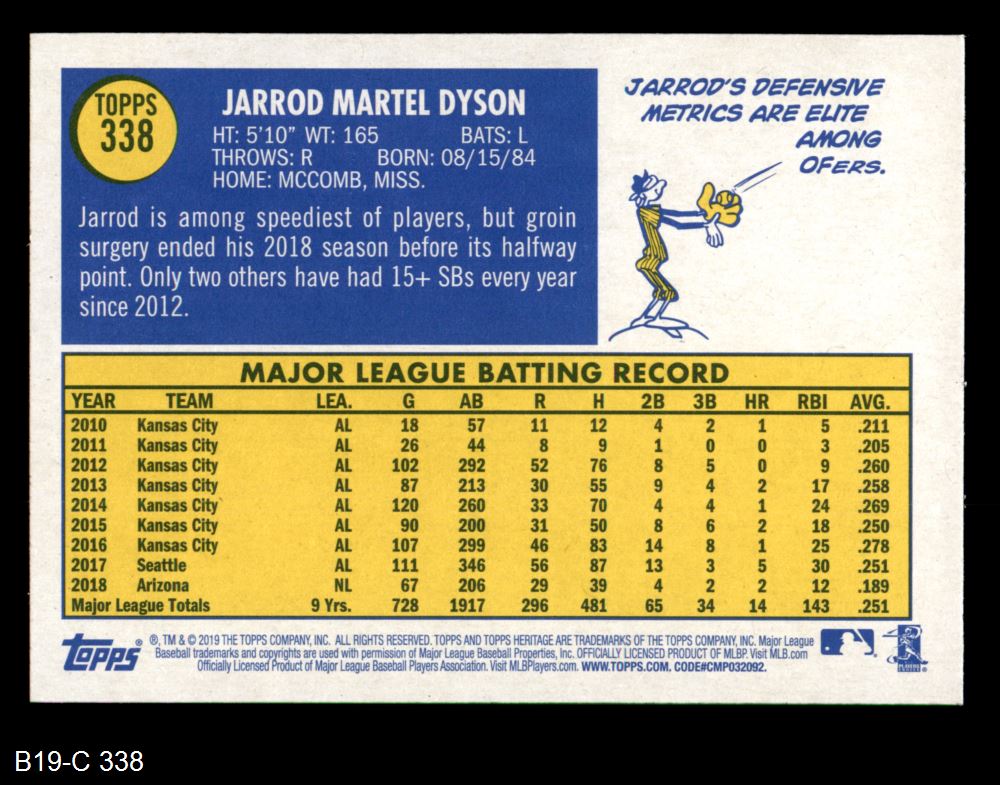 TOPPS
338
JARROD MARTEL DYSON
HT: 5'10" WT: 165 BATS: L
THROWS: R BORN: 08/15/84
HOME: MCCOMB, MISS.
Jarrod is among speediest of players, but groin
surgery ended his 2018 season before its halfway
point. Only two others have had 15+ SBs every year
since 2012.
JARROD'S DEFENSIVE
METRICS ARE ELITE
AMONG
OFERS.
MAJOR LEAGUE BATTING RECORD
YEAR TEAM LEA. G AB R H 2B 3B HR RBI AVG.
2010 Kansas City AL 18 57 11 12 4 2 1 5 .211
2011 Kansas City AL 26 44 8 9 1 0 0 3 .205
2012 Kansas City AL 102 292 52 76 8 5 0 9 .260
2013 Kansas City AL 87 213 30 55 9 4 2 17 .258
2014 Kansas City AL 120 260 33 70 4 4 1 24 .269
2015 Kansas City AL 90 200 31 50 8 6 2 18 .250
2016 Kansas City AL 107 299 46 83 14 8 1 25 .278
2017 Seattle AL 111 346 56 87 13 3 5 30 .251
2018 Arizona NL 67 206 29 39 4 2 2 12 .189
Major League Totals 9 Yrs. 728 1917 296 481 65 34 14 143 .251
TOPPS ®
®, TM & © 2019 THE TOPPS COMPANY, INC. ALL RIGHTS RESERVED. TOPPS AND TOPPS HERITAGE ARE TRADEMARKS OF THE TOPPS COMPANY, INC. Major League
Baseball trademarks and copyrights are used with permission of Major League Baseball Properties, Inc. OFFICIALLY LICENSED PRODUCT OF MLBP. Visit MLB.com
Officially Licensed Product of Major League Baseball Players Association. Visit MLBPlayers.com. WWW.TOPPS.COM. CODE#CMP032092.
B19-C 338